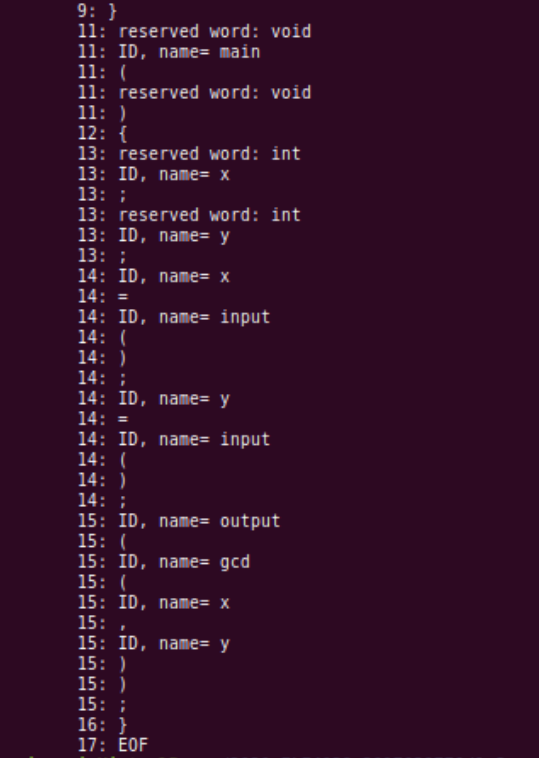 9: }
11: reserved word: void
11: ID, name= main
11: (
11: reserved word: void
11: )
12: {
13: reserved word: int
13: ID, name= x
13: ;
13: reserved word: int
13: ID, name= y
13: ;
14: ID, name= x
14: =
14: ID, name= input
14: (
14: )
14: ;
14: ID, name= y
14: =
14: ID, name= input
14: (
14: )
14: ;
15: ID, name= output
15: (
15: ID, name= gcd
15: (
15: ID, name= x
15: ,
15: ID, name= y
15: )
15: )
15: ;
16: }
17: EOF